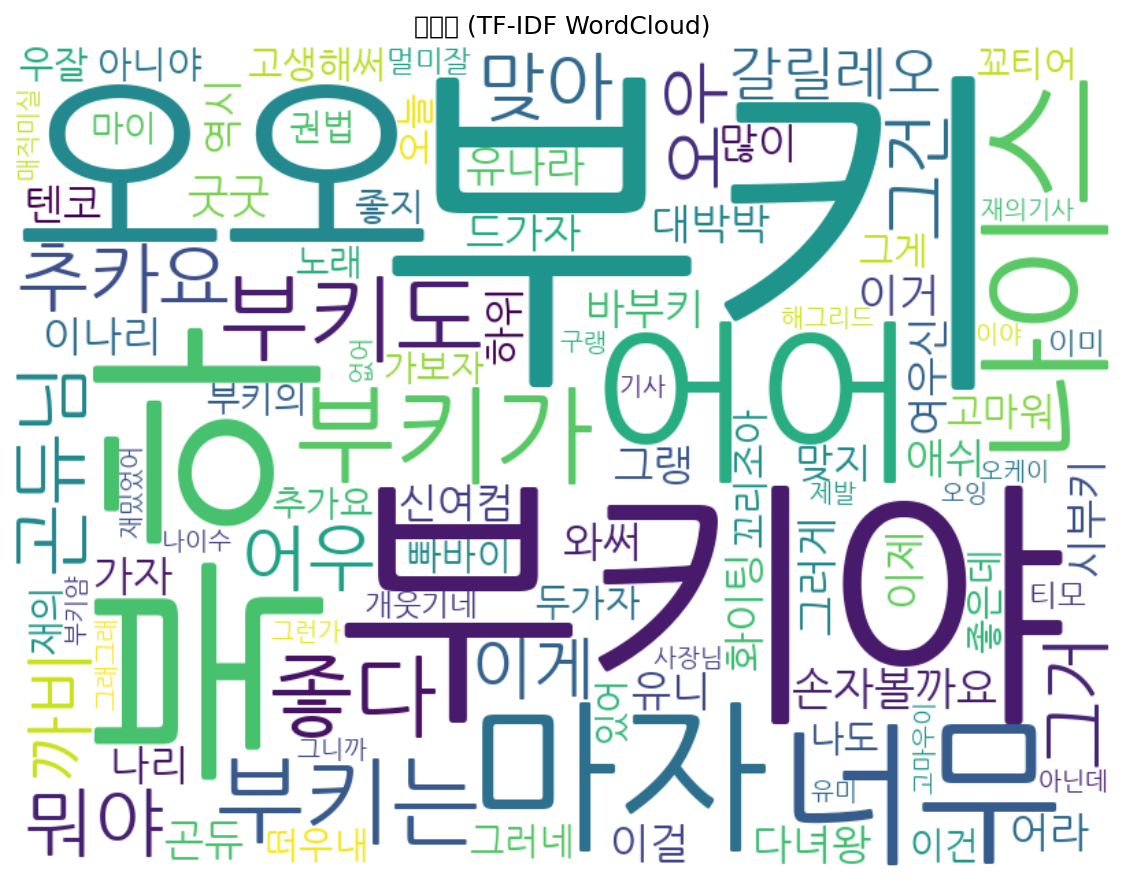 (TF-IDF WordCloud)
우잘 아니야 고생해써 멀미잘 맞아 갈릴레오 꼬티어
매직미실 오오 마이 역시 권법 오늘 부키 유나라 오아 많이 그건 나이스
텐코 굿굿 좋지 드가자 대박박 재의기사
추카요 노래 부키도 하위 바부키 그게 이거
이나리 구랭 해그리드 이야 이미
흥 없어 가보자 어어 기사 여우신
곤듀님 부키의 부키가 고마워
재밌었어 그랭 조아 맞지 애쉬 오케이
추가요 신여컴 꼬리 제발 오잉 시부키
나이수 어우 빠바이 와써 부키야 이제
가자 개웃기네 두가자 화이팅 그러게 좋은데 티모
재의 부키얌 그래그래 그런가 사장님
까비 빠 좋다 이게 있어 유니 손자볼까요 그거
나리 그니까 마자 너무 나도 고마우이 아닌데
뭐야 부키는 유미
곤듀 떠우내 그러네 이걸 다녀왕 이건 어라